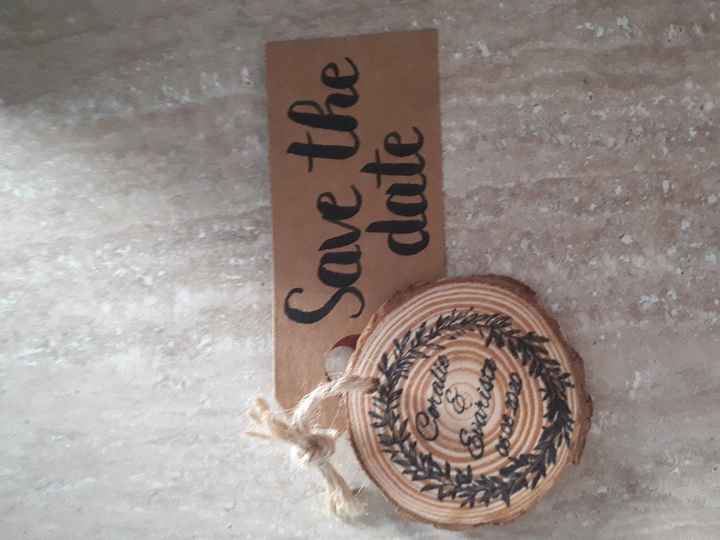 Save the
date
Coralie
&
Evariste